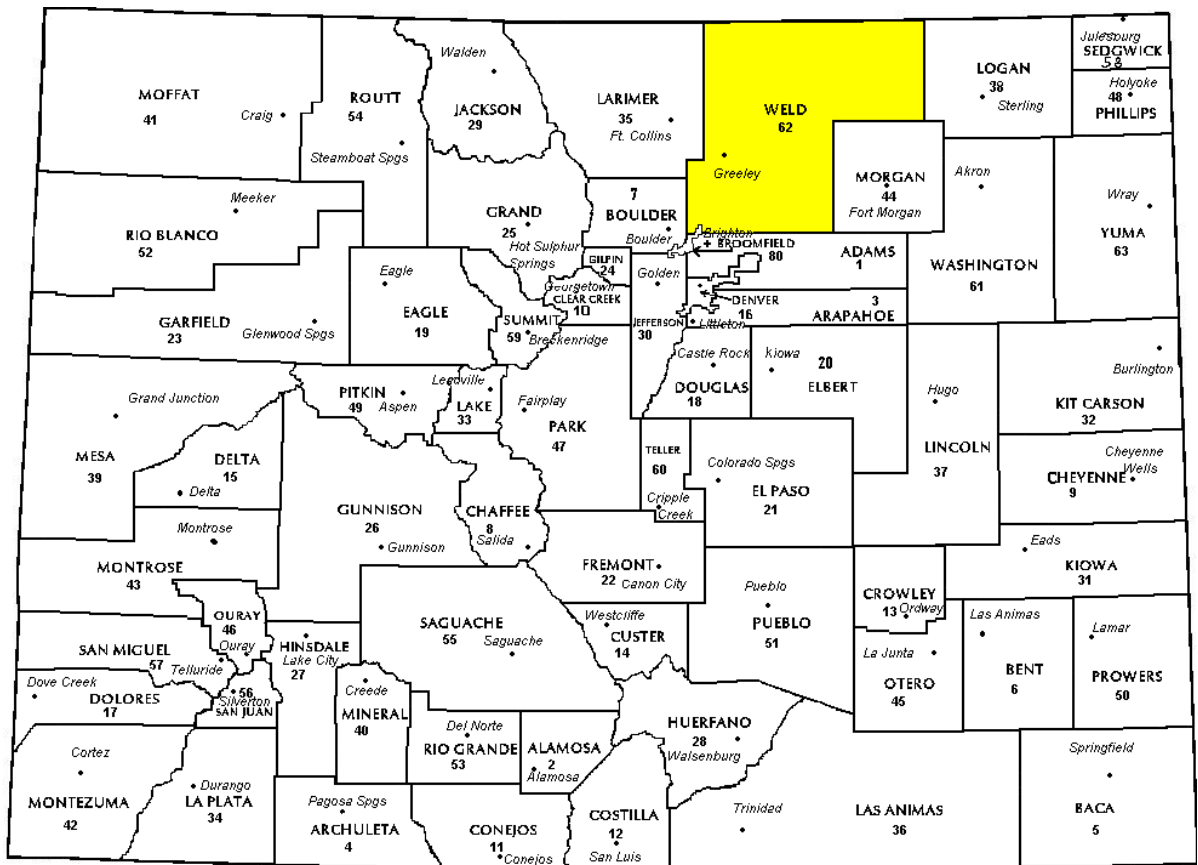 Julesburg
SEDGWICK
58
Walden
LOGAN
38
Sterling
Holyoke
48
PHILLIPS
MOFFAT
41
Craig
ROUTT
54
Steamboat Spgs
JACKSON
29
LARIMER
35
Ft. Collins
WELD
62
Greeley
MORGAN
44
Fort Morgan
Akron
WASHINGTON
61
Wray
YUMA
63
Meeker
RIO BLANCO
52
GRAND
25
Hot Sulphur
Springs
7
BOULDER
Boulder
Brighton
+ BROOMFIELD
80
ADAMS
1
GILPIN
24
Golden
Georgetown
CLEAR CREEK
10
DENVER
16
3
ARAPAHOE
Littleton
JEFFERSON
30
Eagle
EAGLE
19
SUMMIT
59
Breckenridge
GARFIELD
23
Glenwood Spgs
Castle Rock
DOUGLAS
18
Kiowa
20
ELBERT
Hugo
LINCOLN
37
Burlington
KIT CARSON
32
Grand Junction
MESA
39
PITKIN
49
Aspen
Leadville
LAKE
33
Fairplay
PARK
47
DELTA
15
Delta
TELLER
60
Cripple
Creek
Colorado Spgs
EL PASO
21
Cheyenne
Wells
CHEYENNE
9
GUNNISON
26
Gunnison
CHAFFEE
8
Salida
Montrose
MONTROSE
43
FREMONT
22
Canon City
Eads
KIOWA
31
OURAY
46
Ouray
SAN MIGUEL
57
Telluride
HINSDALE
Lake City
27
SAGUACHE
55
Saguache
Westcliffe
CUSTER
14
Pueblo
PUEBLO
51
CROWLEY
13
Ordway
La Junta
OTERO
45
Las Animas
BENT
6
Lamar
PROWERS
50
Dove Creek
DOLORES
17
56
Silverton
SAN JUAN
Creede
MINERAL
40
Del Norte
RIO GRANDE
53
ALAMOSA
2
Alamosa
HUERFANO
28
Walsenburg
Cortez
MONTEZUMA
42
Durango
LA PLATA
34
Pagosa Spgs
ARCHULETA
4
CONEJOS
11
Conejos
COSTILLA
12
San Luis
Trinidad
LAS ANIMAS
36
Springfield
BACA
5